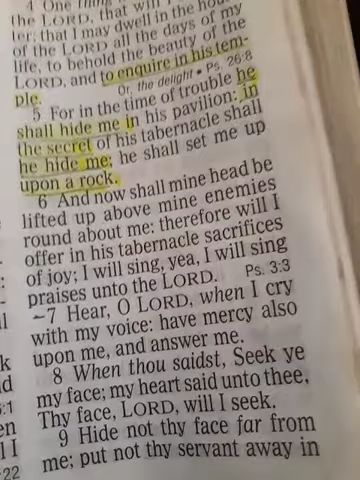 4 One thing
the LORD, that will I
ter; that I may dwell in the hou-
of the LORD all the days of my
life, to behold the beauty of the
LORD, and to enquire in his tem-
ple. Or, the delight • Ps. 26:8
5 For in the time of trouble he
shall hide me in his pavilion: in
the secret of his tabernacle shall
he hide me; he shall set me up
upon a rock.
6 And now shall mine head be
lifted up above mine enemies
round about me: therefore will I
offer in his tabernacle sacrifices
of joy; I will sing, yea, I will sing
praises unto the LORD. Ps. 3:3
7 Hear, O LORD, when I cry
with my voice: have mercy also
upon me, and answer me.
8 When thou saidst, Seek ye
my face; my heart said unto thee,
Thy face, LORD, will I seek.
9 Hide not thy face far from
me; put not thy servant away in